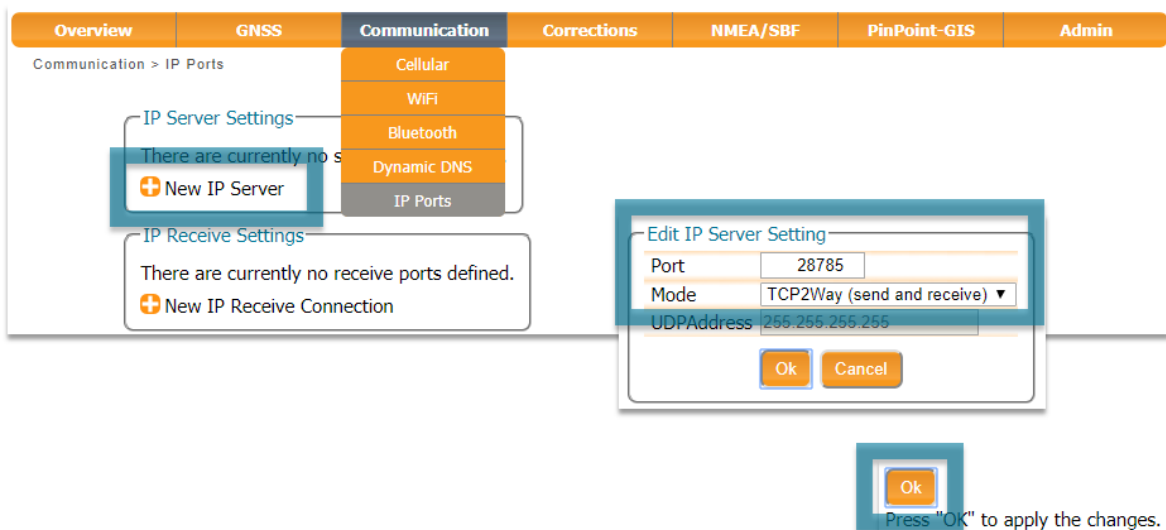 Overview GNSS Communication Corrections NMEA/SBF PinPoint-GIS Admin
Communication > IP Ports
Cellular
WiFi
Bluetooth
Dynamic DNS
IP Ports
IP Server Settings
There are currently no s
New IP Server
IP Receive Settings
There are currently no receive ports defined.
New IP Receive Connection
Edit IP Server Setting
Port 28785
Mode TCP2Way (send and receive)
UDPAddress 255.255.255.255
Ok Cancel
Ok
Press "OK" to apply the changes.